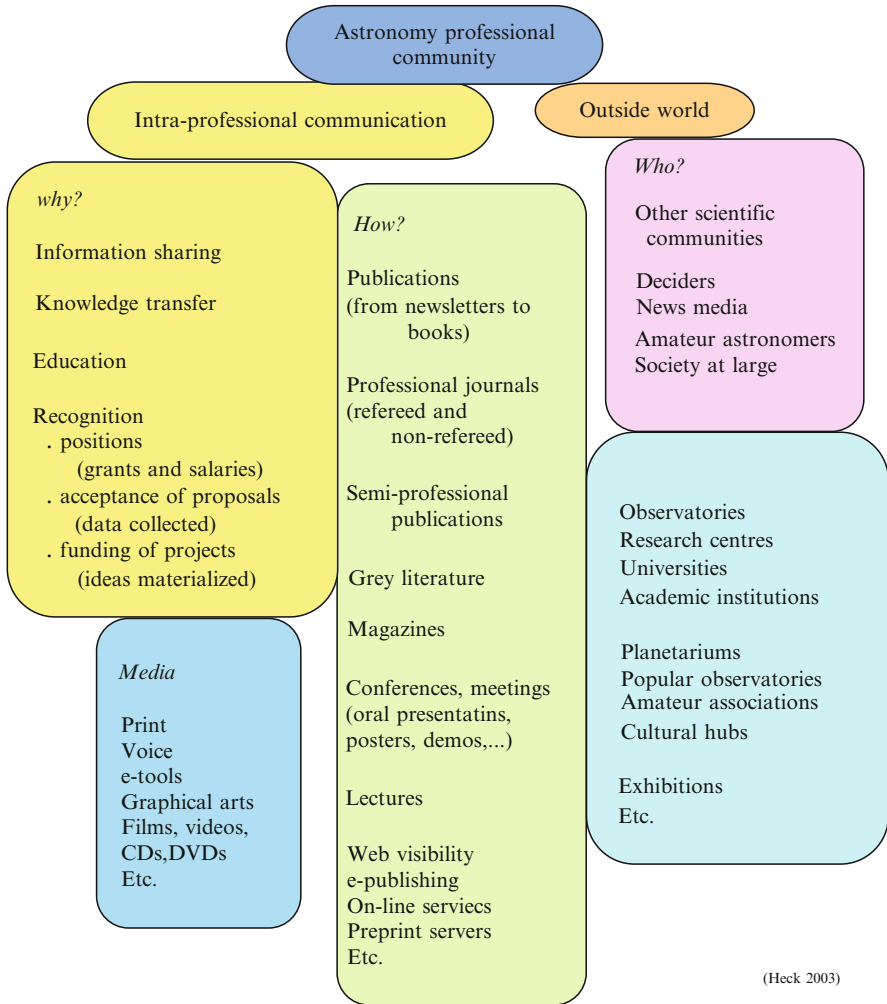 Astronomy professional
community
Intra-professional communication
Outside world
why?
Information sharing
Knowledge transfer
Education
Recognition
. positions
(grants and salaries)
. acceptance of proposals
(data collected)
. funding of projects
(ideas materialized)
Media
Print
Voice
e-tools
Graphical arts
Films, videos,
CDs,DVDs
Etc.
How?
Publications
(from newsletters to
books)
Professional journals
(refereed and
non-refereed)
Semi-professional
publications
Grey literature
Magazines
Conferences, meetings
(oral presentatins,
posters, demos,...)
Lectures
Web visibility
e-publishing
On-line serviecs
Preprint servers
Etc.
Who?
Other scientific
communities
Deciders
News media
Amateur astronomers
Society at large
Observatories
Research centres
Universities
Academic institutions
Planetariums
Popular observatories
Amateur associations
Cultural hubs
Exhibitions
Etc.
(Heck 2003)